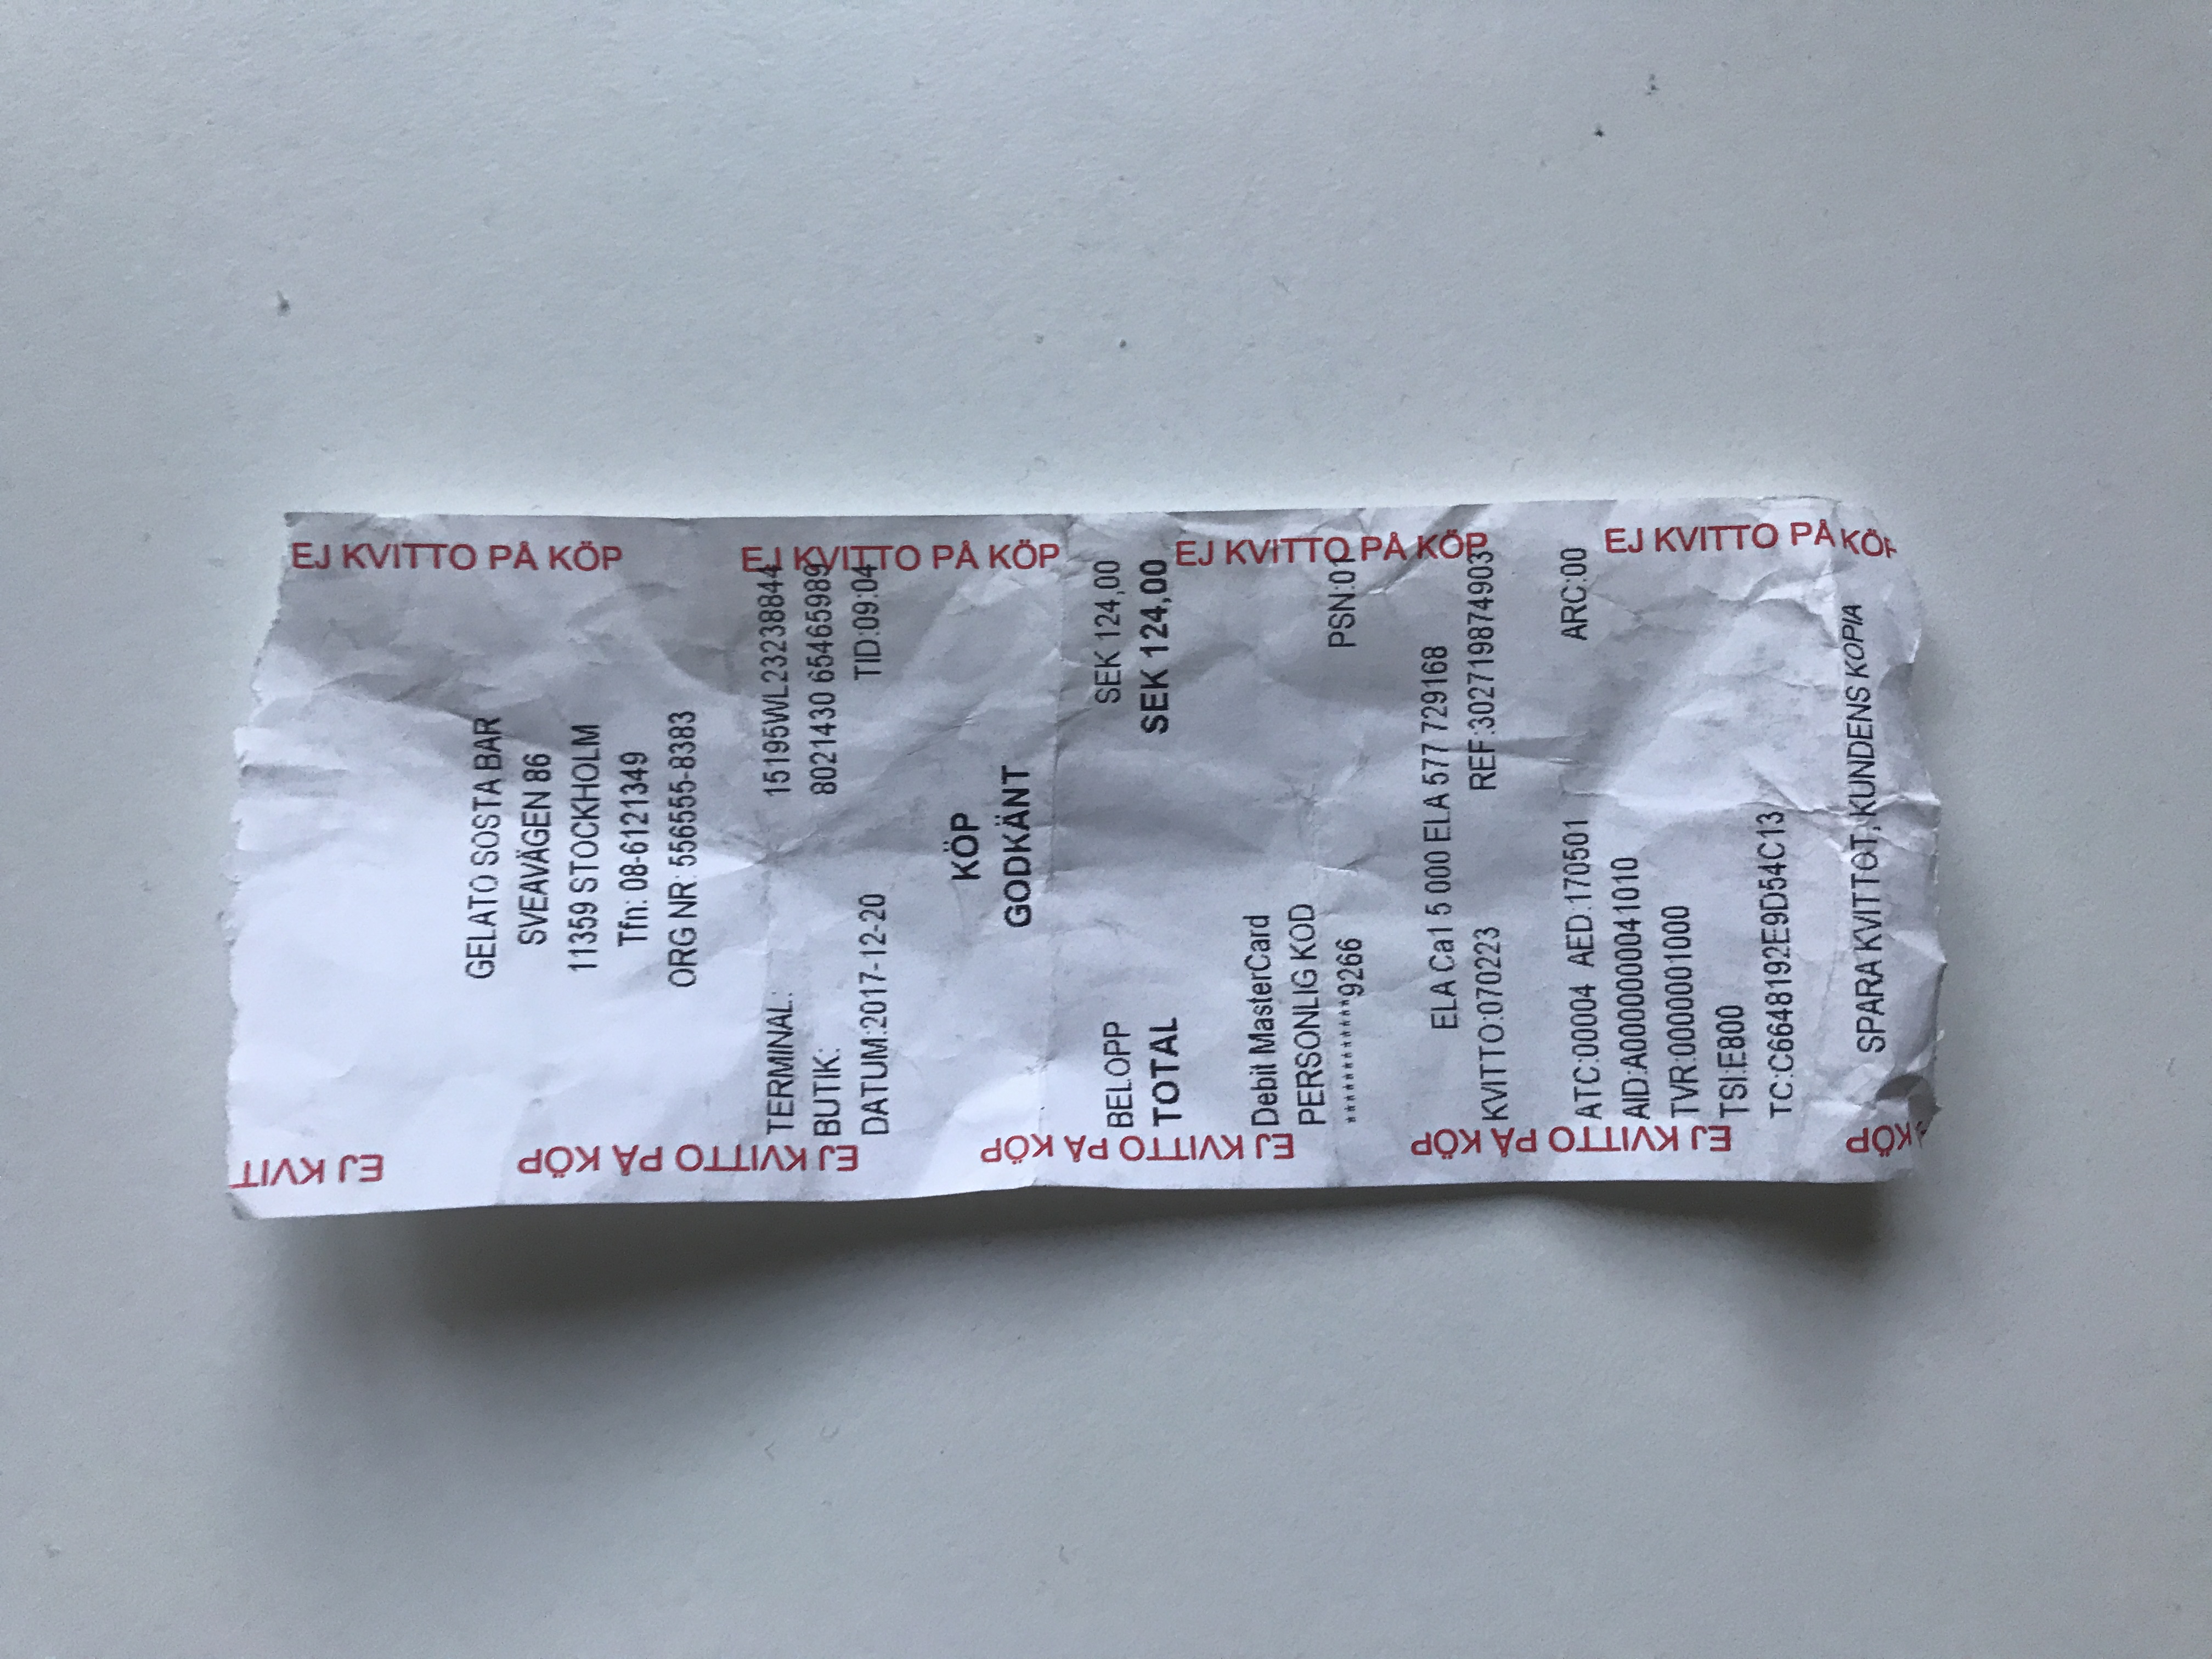 GELATO SOSTA BAR
SVEAVÄGEN 86
11359 STOCKHOLM
Tfn: 08-6121349
ORG NR: 556555-8383
TERMINAL: 15195WL23238844
BUTIK: 8021430 65465989
DATUM:2017-12-20 TID:09:04
KÖP
GODKÄNT
BELOPP SEK 124,00
TOTAL SEK 124,00
Debit MasterCard
PERSONLIG KOD
************9266 PSN:01
ELA Ca1 5 000 ELA 577 729168
KVITTO:070223 REF:302719874903
ATC:00004 AED:170501 ARC:00
AID:A0000000041010
TVR:0000001000
TSI:E800
TC:C6648192E9D54C13
SPARA KVITTOT, KUNDENS KOPIA
EJ KVIT
EJ KVITTO PÅ KÖP
EJ KVITTO PÅ KÖP
EJ KVITTO PÅ KÖP
KÖP
EJ KVITTO PÅ KÖP
EJ KVITTO PÅ KÖP
EJ KVITTO PÅ KÖP
EJ KVITTO PÅ KÖP